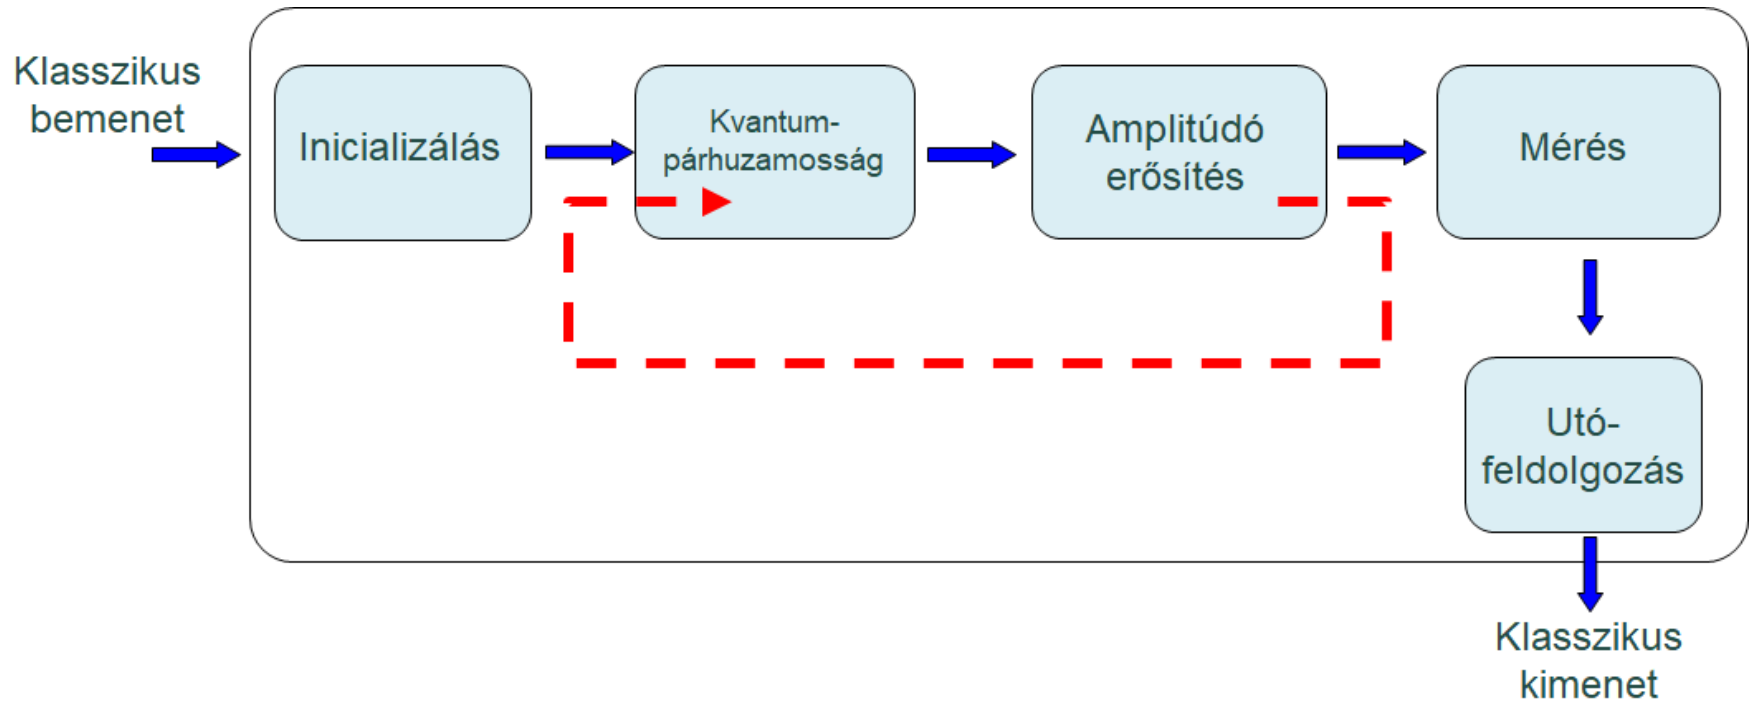 Klasszikus
bemenet
Inicializálás
Kvantum-
párhuzamosság
Amplitúdó
erősítés
Mérés
Utó-
feldolgozás
Klasszikus
kimenet